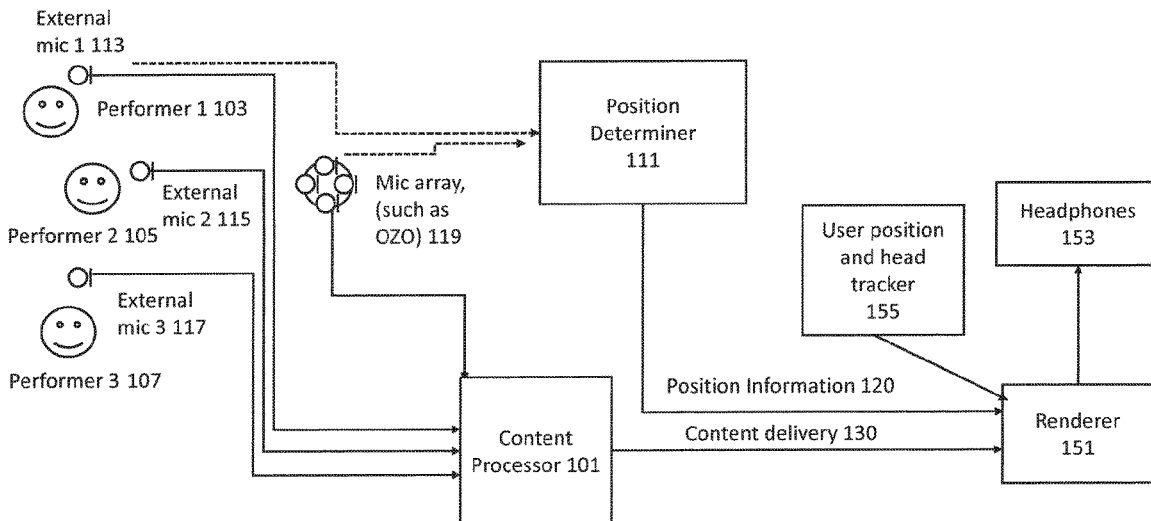 External
mic 1 113
Performer 1 103
External
mic 2 115
Performer 2 105
External
mic 3 117
Performer 3 107
Mic array,
(such as
OZO) 119
Position
Determiner
111
User position
and head
tracker
155
Headphones
153
Position Information 120
Content delivery 130
Content
Processor 101
Renderer
151